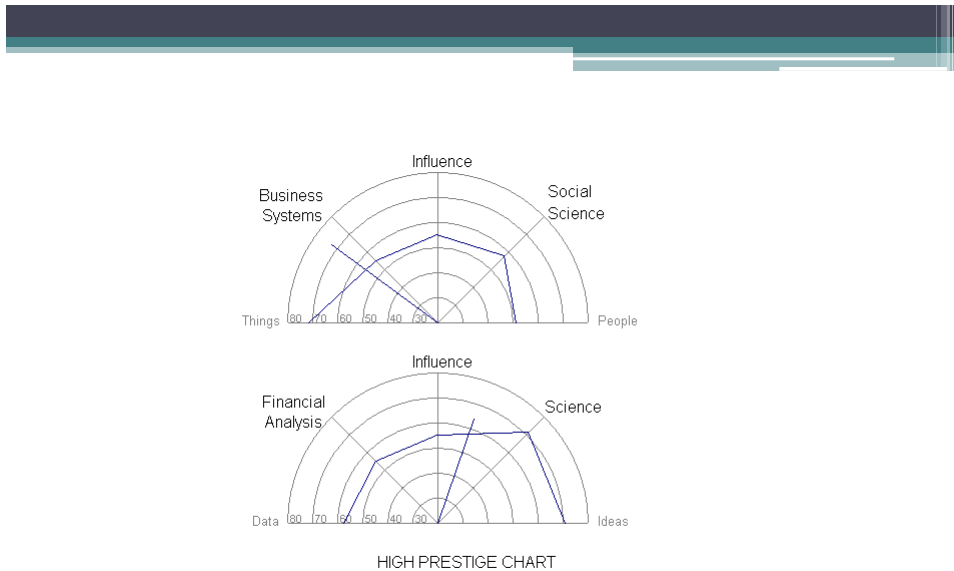 Influence
Business
Systems
Social
Science
Things
80 70 60 50 40 30
People
Influence
Financial
Analysis
Science
Data
80 70 60 50 40 30
Ideas
HIGH PRESTIGE CHART